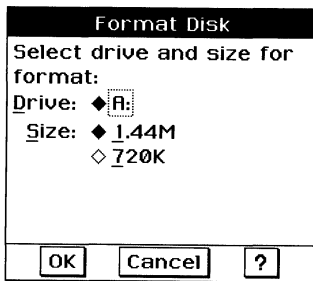 Format Disk
Select drive and size for
format:
Drive: A:
Size: 1.44M
720K
OK Cancel ?